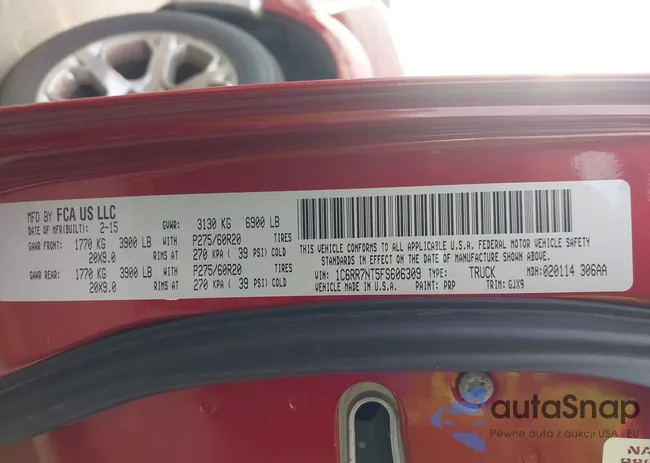 MFD BY FCA US LLC
DATE OF MFR(BUILT): 2-15 GVWR: 3130 KG 6900 LB
GAWR FRONT: 1770 KG 3900 LB WITH P275/60R20 TIRES
20X9.0 RIMS AT 270 KPA ( 39 PSI) COLD
GAWR REAR: 1770 KG 3900 LB WITH P275/60R20 TIRES
20X9.0 RIMS AT 270 KPA ( 39 PSI) COLD
THIS VEHICLE CONFORMS TO ALL APPLICABLE U.S.A. FEDERAL MOTOR VEHICLE SAFETY
STANDARDS IN EFFECT ON THE DATE OF MANUFACTURE SHOWN ABOVE.
VIN: 1C6RR7NT5FS606309 TYPE: TRUCK MDH: 020114 306AA
VEHICLE MADE IN U.S.A. PAINT: PRP TRIM: GJX9
autaSnap
Pewne auta z aukcji USA i EU
NA